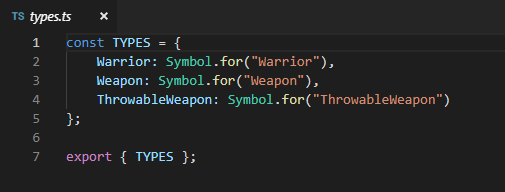 TS types.ts ×
1 const TYPES = {
2     Warrior: Symbol.for("Warrior"),
3     Weapon: Symbol.for("Weapon"),
4     ThrowableWeapon: Symbol.for("ThrowableWeapon")
5 };
6
7 export { TYPES };